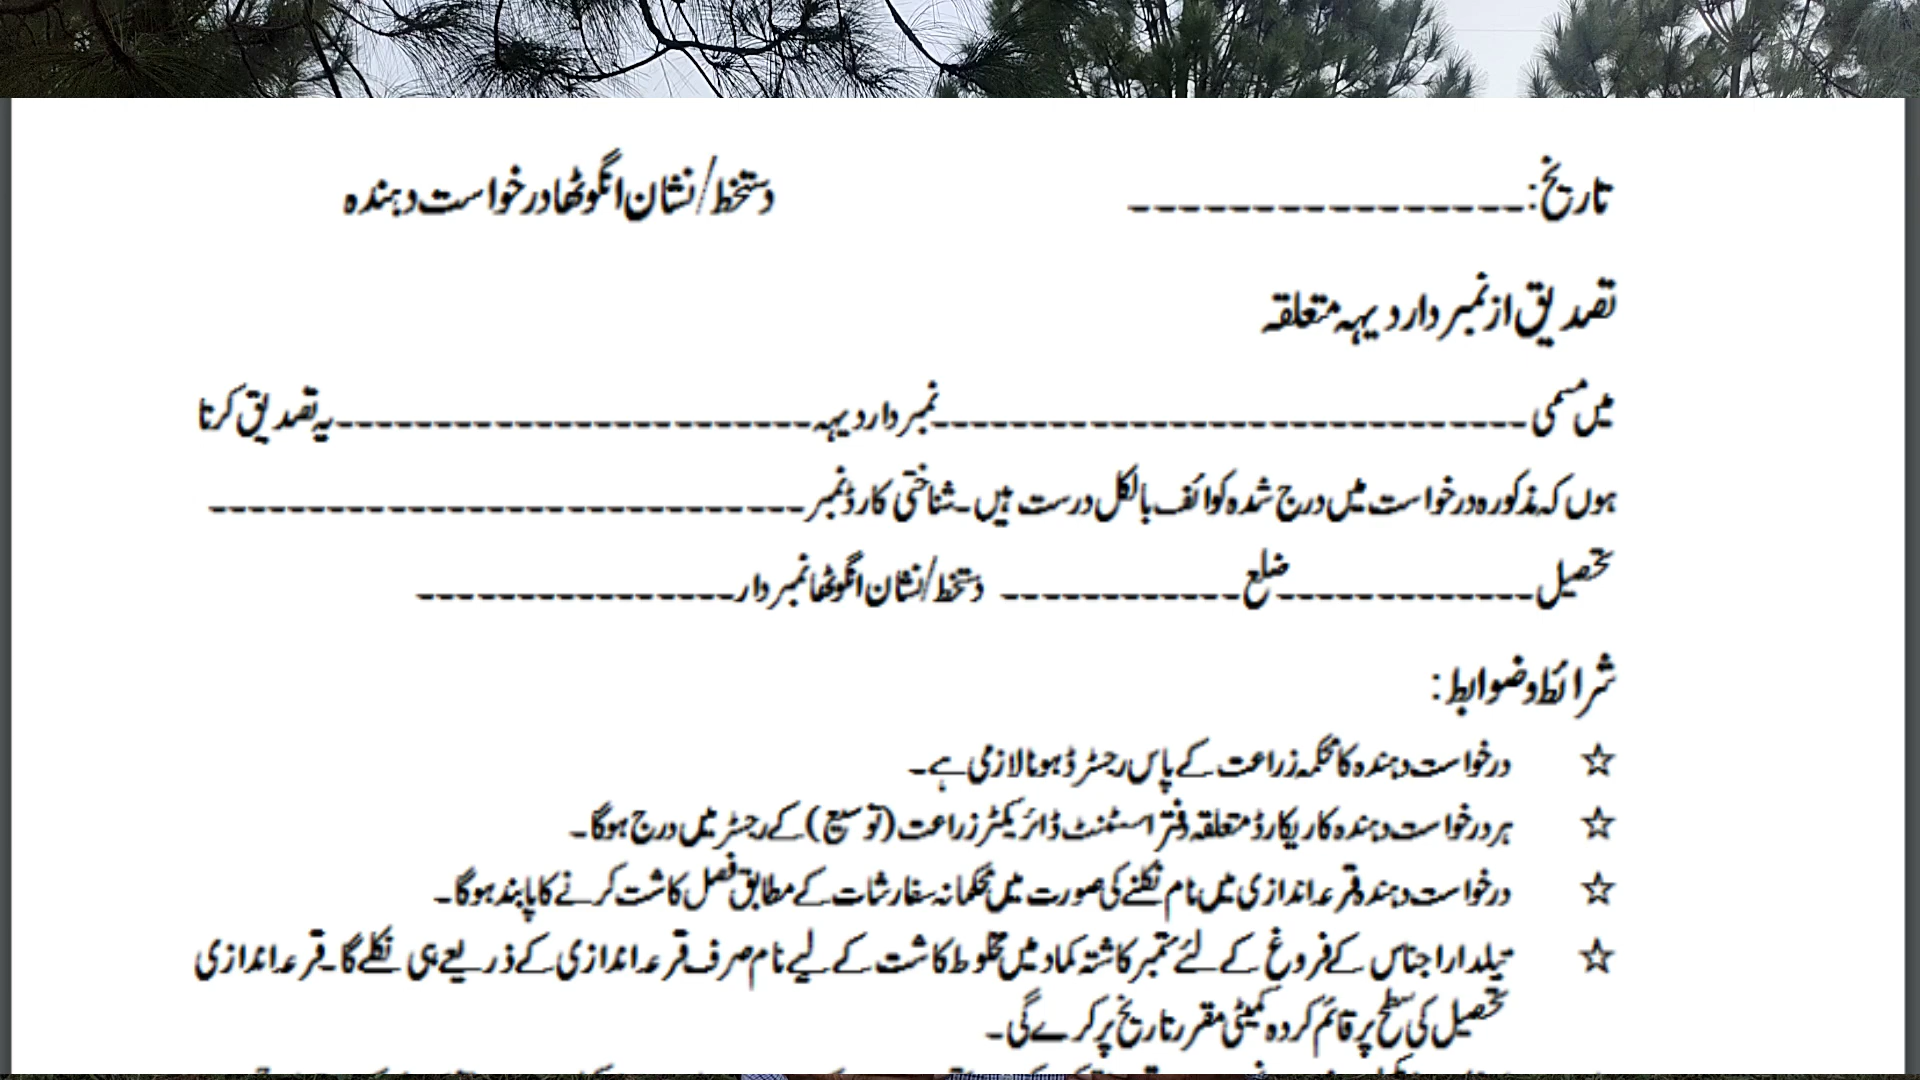 تاریخ:---------------- دستخط/نشان انگوٹھا درخواست دہندہ
تصدیق از نمبردار دیہہ متعلقہ
میں مسمی ------------------------ نمبردار دیہہ ------------------- یہ تصدیق کرتا
ہوں کہ مذکورہ درخواست میں درج شدہ کوائف بالکل درست ہیں۔ شناختی کارڈ نمبر ------------------------
تحصیل ------------- ضلع ------------ دستخط/نشان انگوٹھا نمبردار ----------------
شرائط و ضوابط:
☆ درخواست دہندہ کا محکمہ زراعت کے پاس رجسٹرڈ ہونا لازمی ہے۔
☆ ہر درخواست دہندہ کا ریکارڈ متعلقہ دفتر اسسٹنٹ ڈائریکٹر زراعت (توسیع) کے رجسٹر میں درج ہوگا۔
☆ درخواست دہندہ قرعہ اندازی میں نام نکلنے کی صورت میں محکمانہ سفارشات کے مطابق فصل کاشت کرنے کا پابند ہوگا۔
☆ تیلدار اجناس کے فروغ کے لئے ستمبر کاشتہ کماد میں مخلوط کاشت کے لیے نام صرف قرعہ اندازی کے ذریعے ہی نکلے گا۔ قرعہ اندازی
تحصیل کی سطح پر قائم کردہ کمیٹی مقرر تاریخ پر کرے گی۔